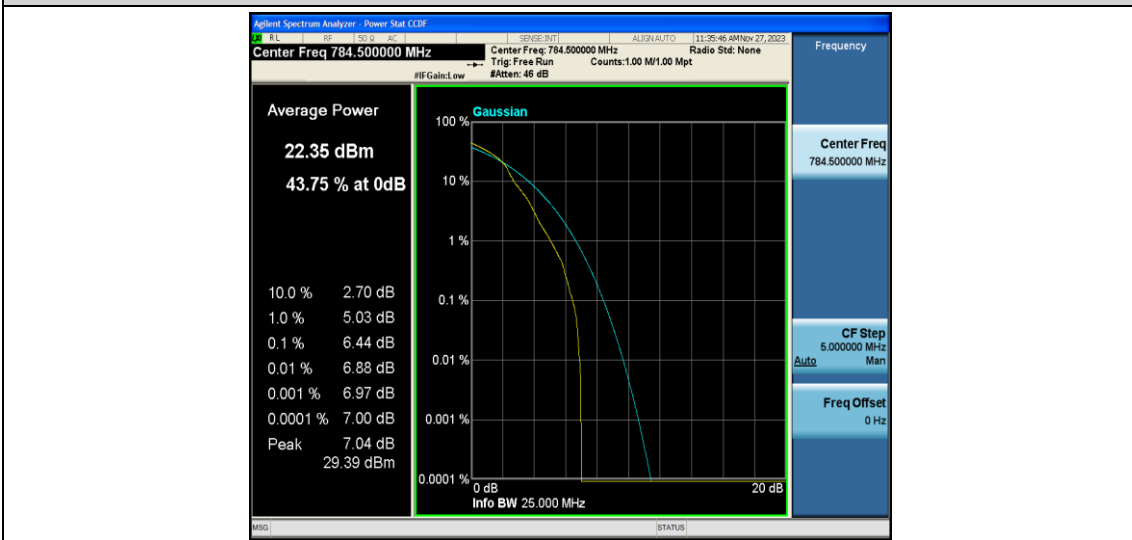 Agilent Spectrum Analyzer - Power Stat CCDF
RL RF 50 Ω AC SENSE:INT ALIGN AUTO 11:35:46 AM Nov 27, 2023
Center Freq 784.500000 MHz
Center Freq: 784.500000 MHz Radio Std: None
Trig: Free Run Counts:1.00 M/1.00 Mpt
#IFGain:Low #Atten: 46 dB
Frequency
Average Power
22.35 dBm
43.75 % at 0dB
10.0 % 2.70 dB
1.0 % 5.03 dB
0.1 % 6.44 dB
0.01 % 6.88 dB
0.001 % 6.97 dB
0.0001 % 7.00 dB
Peak 7.04 dB
29.39 dBm
Gaussian
100 %
10 %
1 %
0.1 %
0.01 %
0.001 %
0.0001 %
0 dB 20 dB
Info BW 25.000 MHz
Center Freq
784.500000 MHz
CF Step
5.000000 MHz
Auto Man
Freq Offset
0 Hz
MSG STATUS